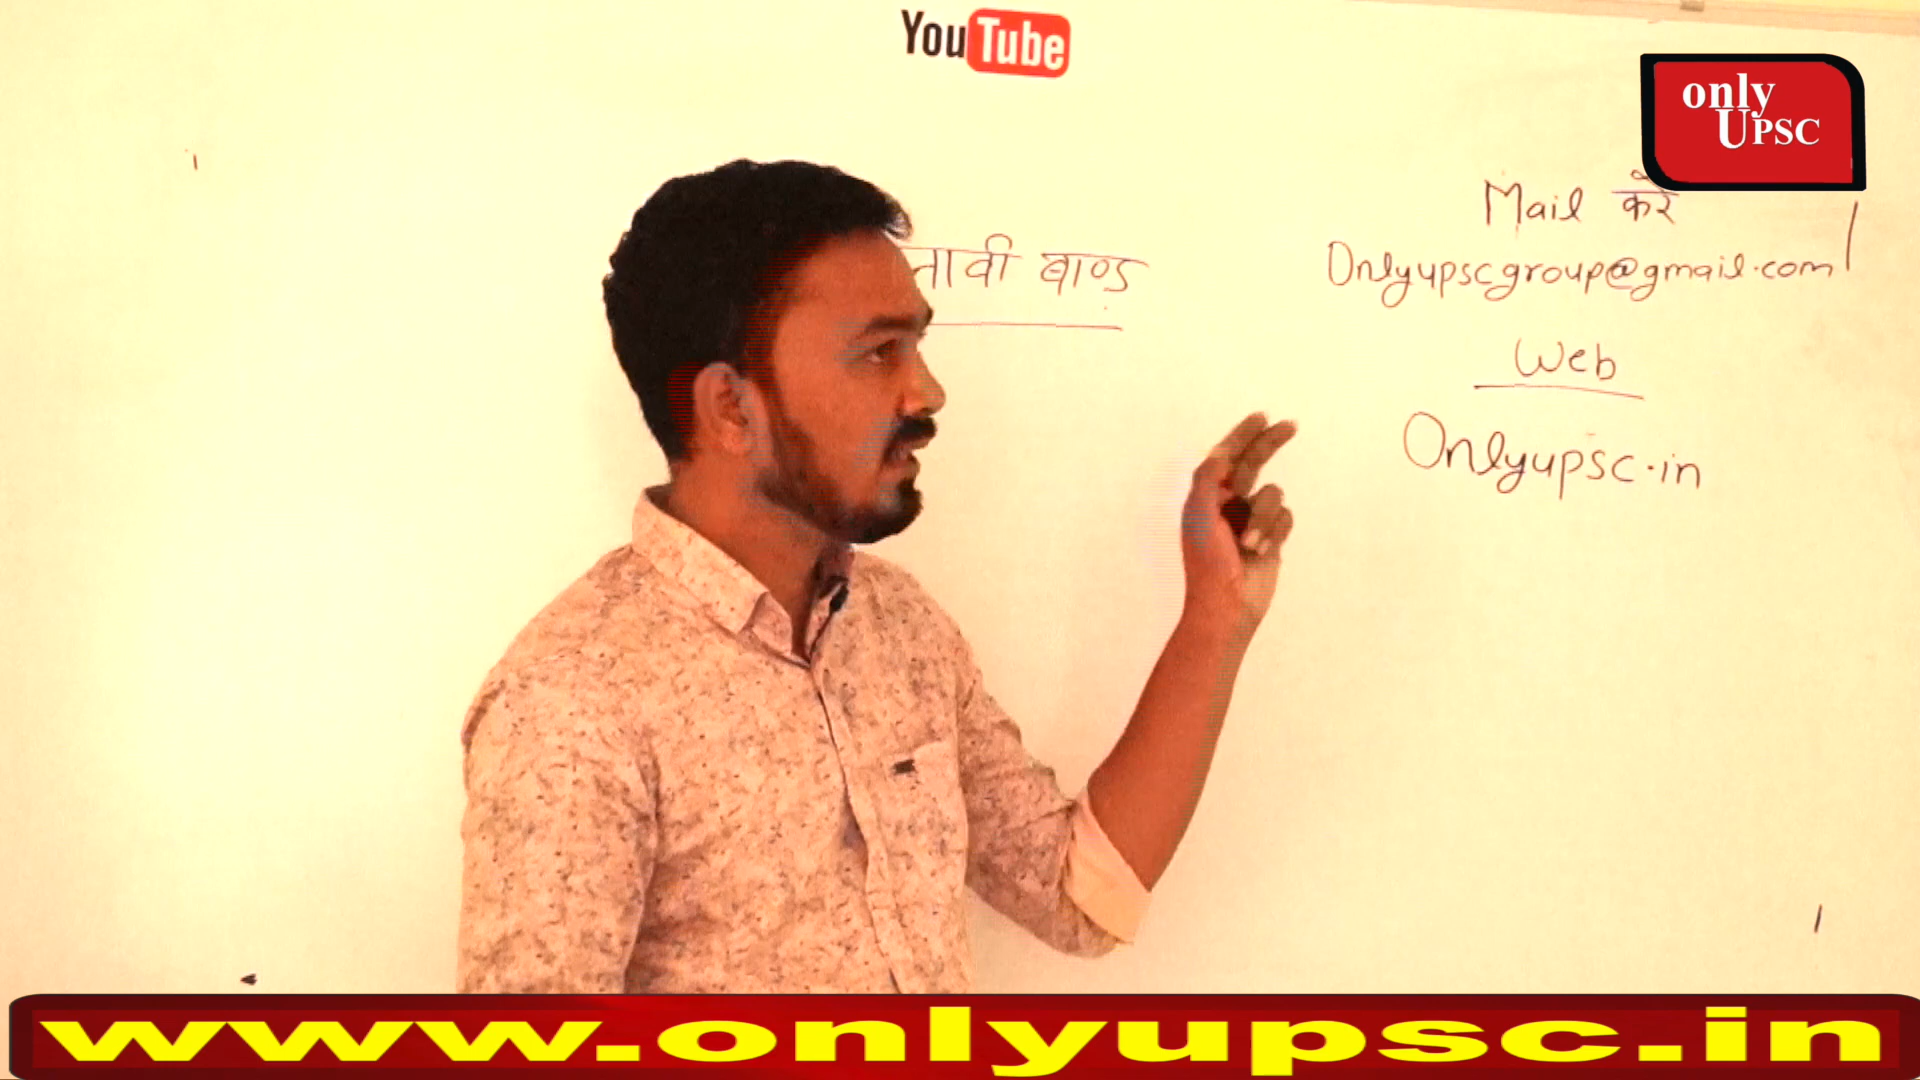 YouTube
only
UPSC
Mail करे
Onlyupscgroup@gmail.com
नावी बाण्ड
Web
Onlyupsc.in
www.onlyupsc.in